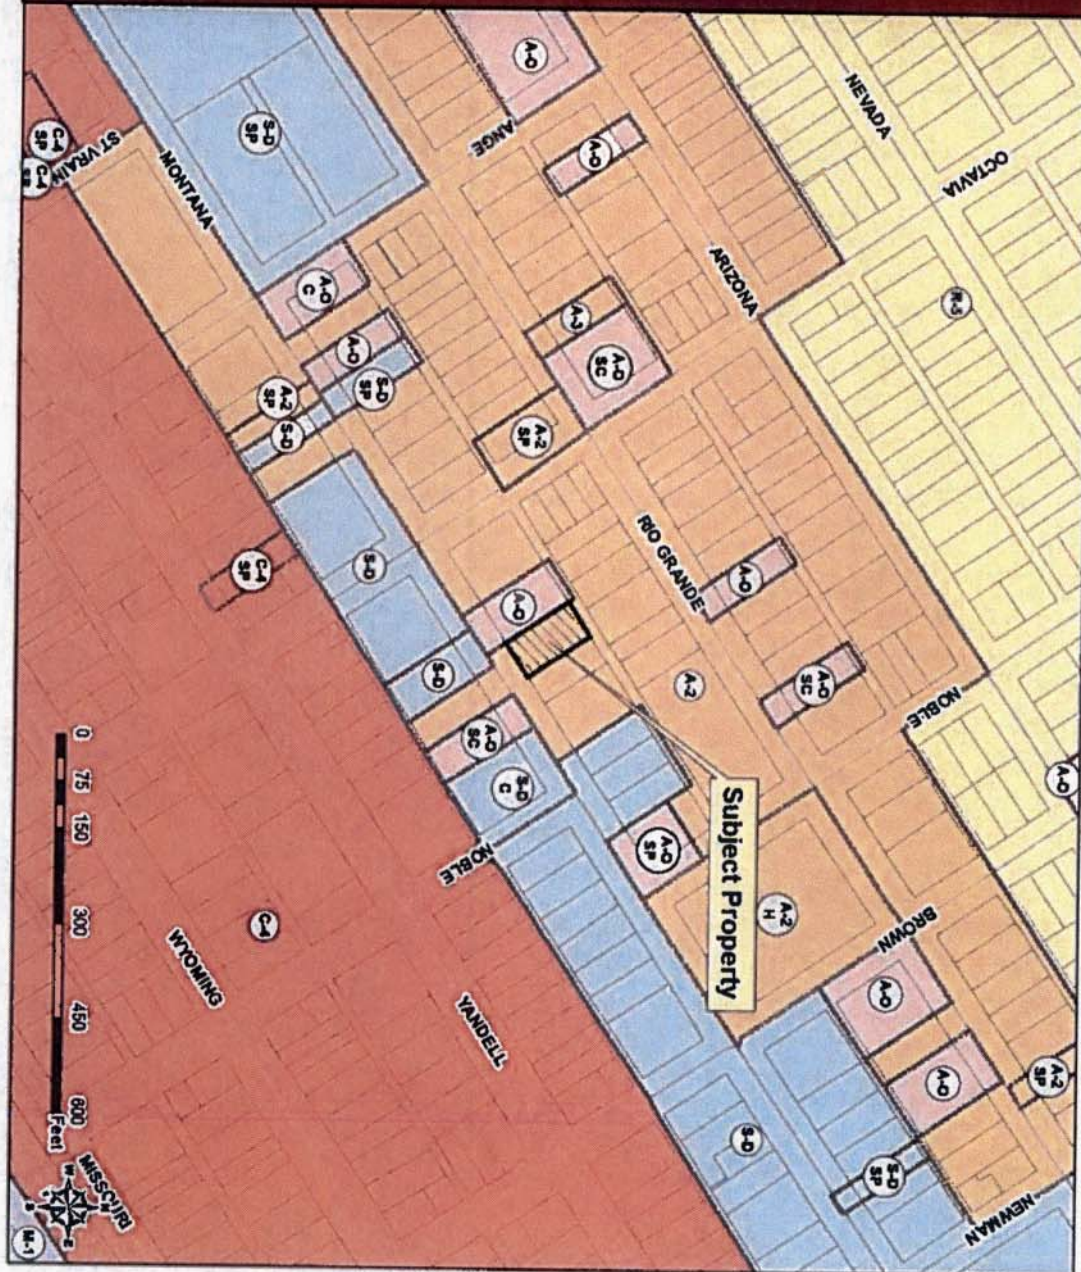 NEVADA
OCTAVIA
R-5
A-O
A-O
ANGE
ARIZONA
S-D
SP
C-4
SP
C-4
SP
ST VRAIN
MONTANA
A-O
C
A-3
A-O
SC
A-O
S-D
SP
A-2
SP
A-2
SP
S-D
RIO GRANDE
A-O
C-4
SP
S-D
A-O
A-2
A-O
SC
NOBLE
A-O
S-D
A-O
SC
S-D
C
NOBLE
Subject Property
A-O
SP
A-2
H
BROWN
A-O
A-O
A-2
SP
S-D
S-D
SP
NEWMAN
C-4
WYOMING
YANDELL
0 75 150 300 450 600
Feet
MISSOURI
N
W
E
S
M-1